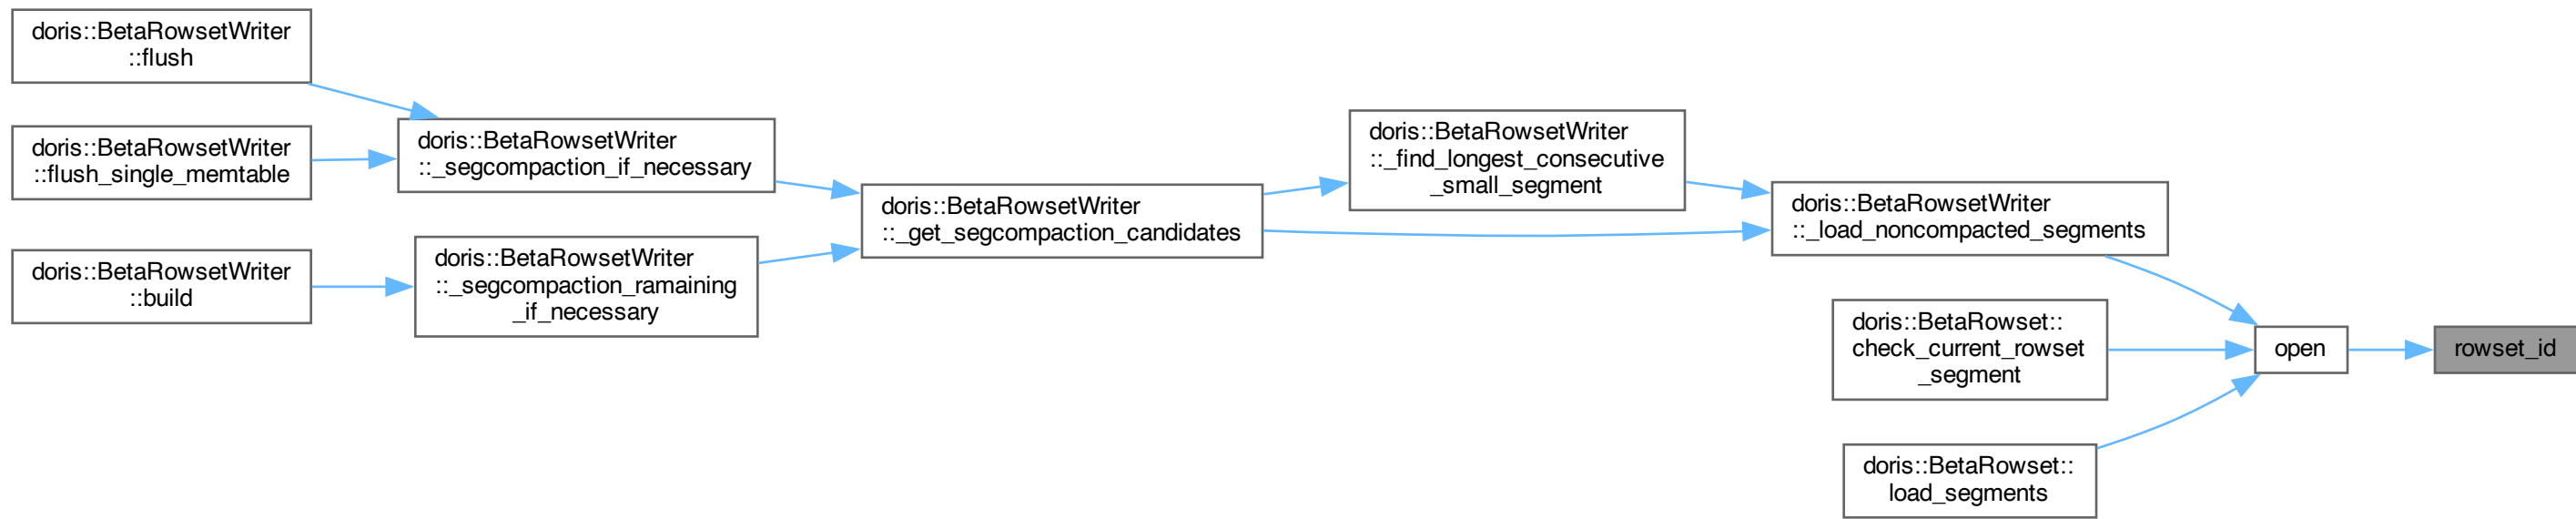 doris::BetaRowsetWriter
::flush
doris::BetaRowsetWriter
::flush_single_memtable
doris::BetaRowsetWriter
::build
doris::BetaRowsetWriter
::_segcompaction_if_necessary
doris::BetaRowsetWriter
::_segcompaction_ramaining
_if_necessary
doris::BetaRowsetWriter
::_get_segcompaction_candidates
doris::BetaRowsetWriter
::_find_longest_consecutive
_small_segment
doris::BetaRowsetWriter
::_load_noncompacted_segments
doris::BetaRowset::
check_current_rowset
_segment
doris::BetaRowset::
load_segments
open
rowset_id